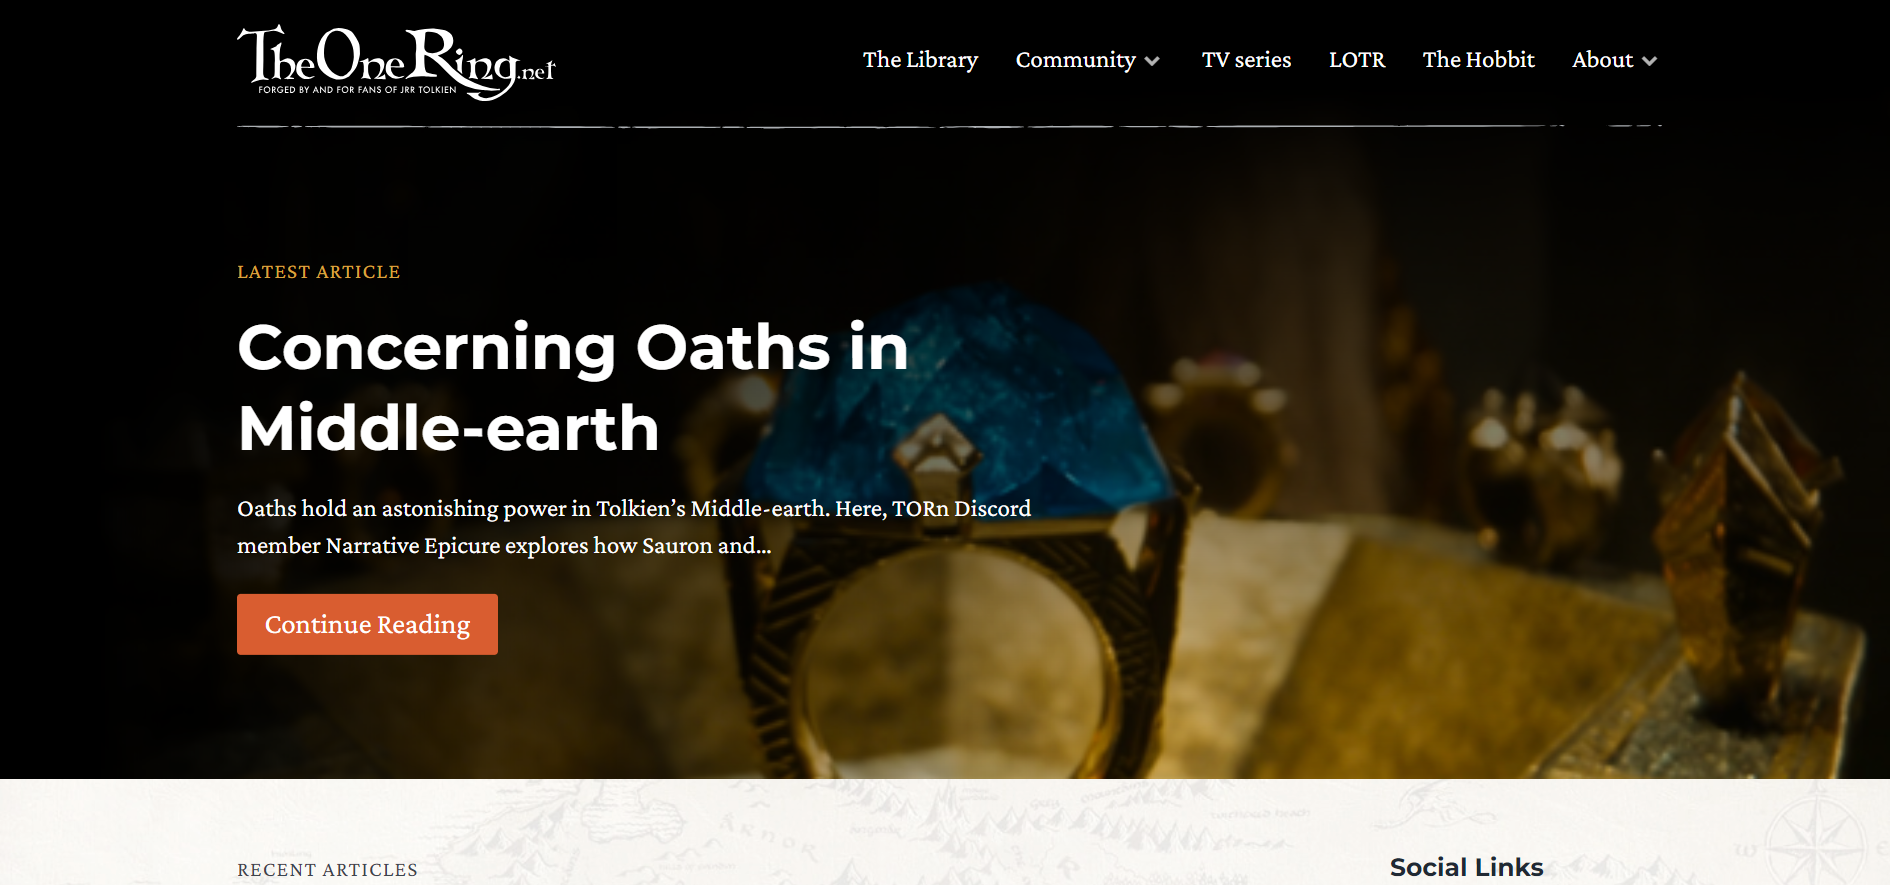 TheOneRing.net
FORGED BY AND FOR FANS OF JRR TOLKIEN
The Library
Community
TV series
LOTR
The Hobbit
About
LATEST ARTICLE
Concerning Oaths in
Middle-earth
Oaths hold an astonishing power in Tolkien’s Middle-earth. Here, TORn Discord
member Narrative Epicure explores how Sauron and...
Continue Reading
ARNOR
RECENT ARTICLES
Social Links
W
E